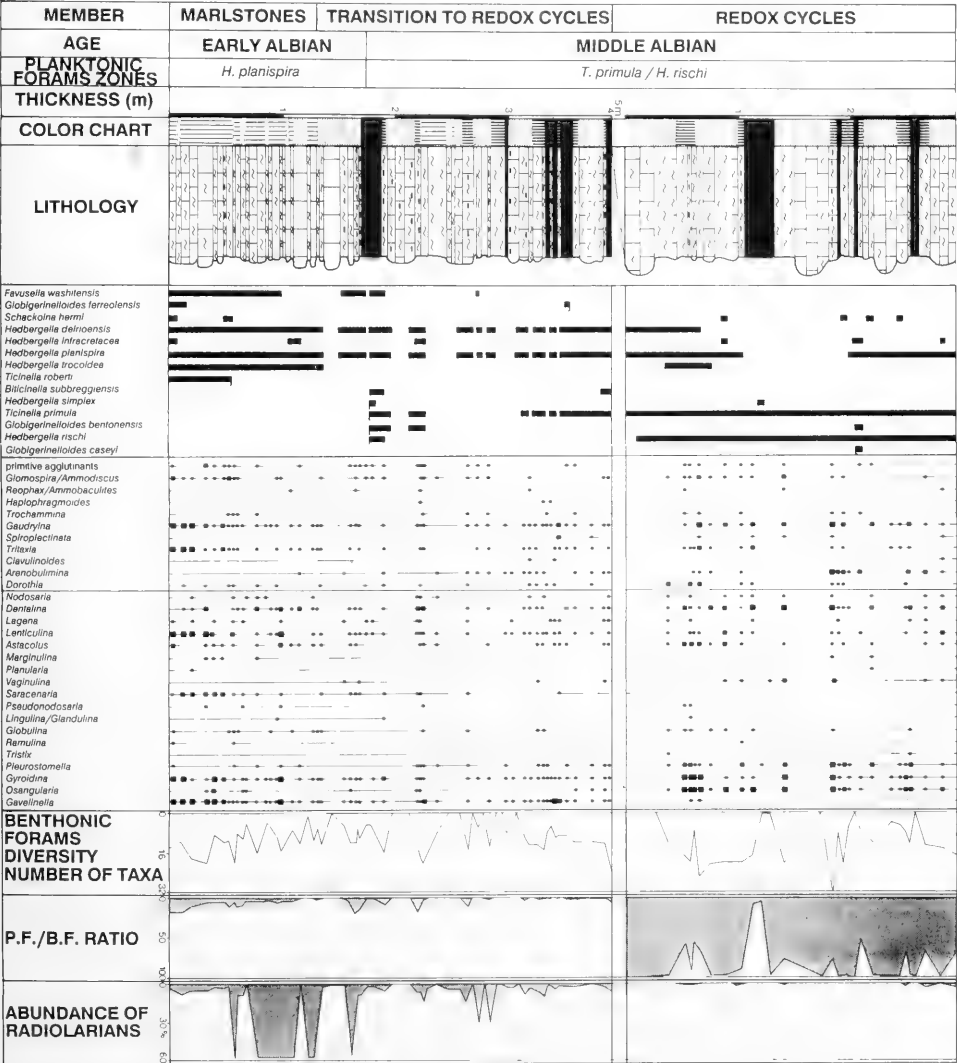 MEMBER MARLSTONES TRANSITION TO REDOX CYCLES REDOX CYCLES
AGE EARLY ALBIAN MIDDLE ALBIAN
PLANKTONIC
FORAMS ZONES H. planispira T. primula / H. rischi
THICKNESS (m) 1 2 3 4 5m 1 2
COLOR CHART
LITHOLOGY
Favusella washitensis
Globigerinelloides ferreolensis
Schackoina hermi
Hedbergella delrioensis
Hedbergella infracretacea
Hedbergella planispira
Hedbergella trocoidea
Ticinella roberti
Biticinella subbreggiensis
Hedbergella simplex
Ticinella primula
Globigerinelloides bentonensis
Hedbergella rischi
Globigerinelloides caseyi
primitive agglutinants
Glomospira/Ammodiscus
Reophax/Ammobaculites
Haplophragmoides
Trochammina
Gaudryina
Spiroplectinata
Tritaxia
Clavulinoides
Arenobulimina
Dorothia
Nodosaria
Dentalina
Lagena
Lenticulina
Astacolus
Marginulina
Planularia
Vaginulina
Saracenaria
Pseudonodosaria
Lingulina/Glandulina
Globulina
Ramulina
Tristix
Pleurostomella
Gyroidina
Osangularia
Gavelinella
BENTHONIC 0
FORAMS
DIVERSITY 16
NUMBER OF TAXA 32
P.F./B.F. RATIO 0 50 100
ABUNDANCE OF
RADIOLARIANS 30% 60